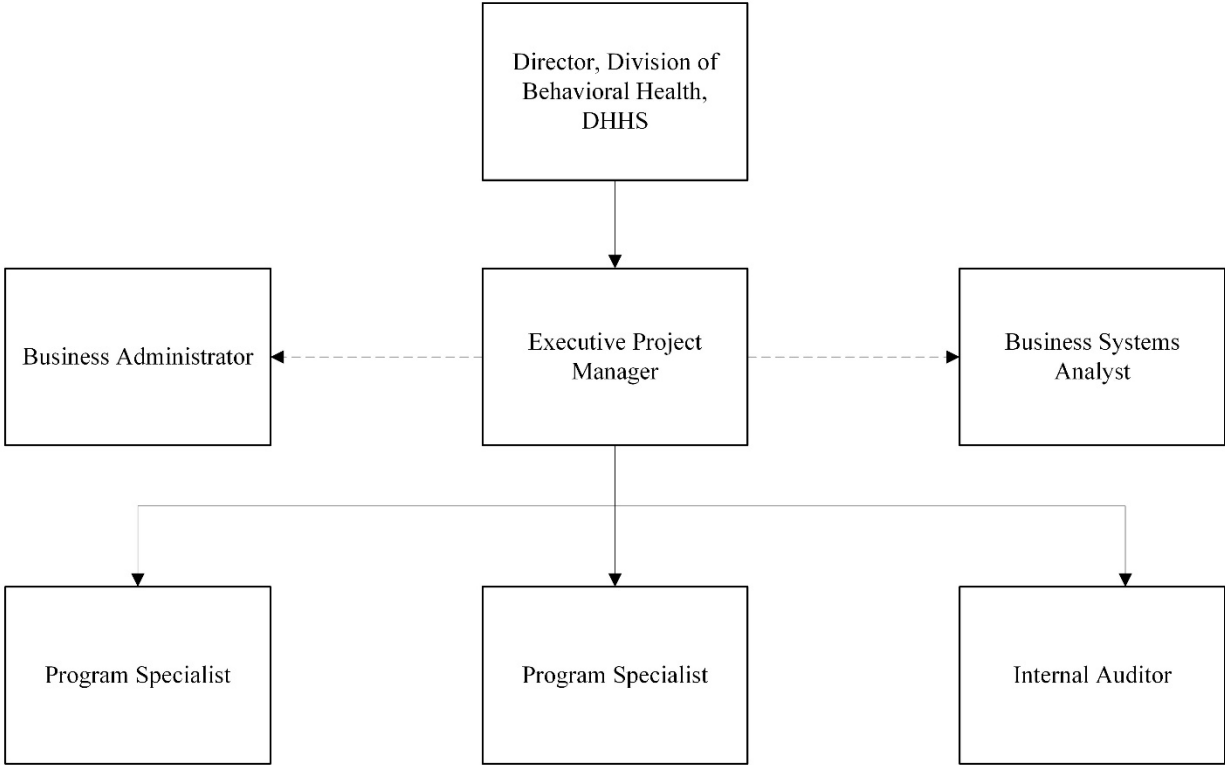 Director, Division of
Behavioral Health,
DHHS
Business Administrator
Executive Project
Manager
Business Systems
Analyst
Program Specialist
Program Specialist
Internal Auditor